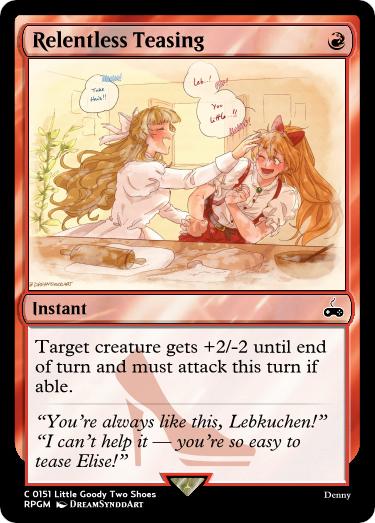 Relentless Teasing
Take
this!!
Leb..!
You
little..!!
@DREAMSYNDDART
Instant
Target creature gets +2/-2 until end
of turn and must attack this turn if
able.
“You’re always like this, Lebkuchen!”
“I can’t help it — you’re so easy to
tease Elise!”
C 0151 Little Goody Two Shoes
RPGM DreamSynddArt
Denny